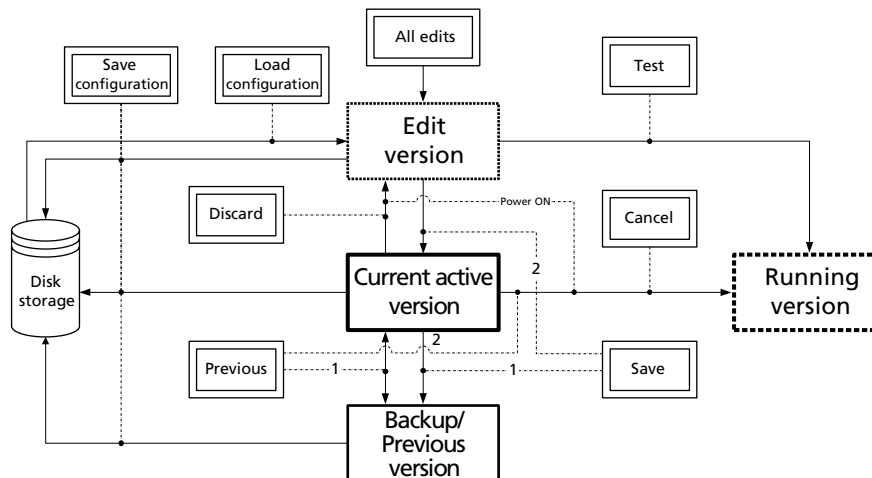 All edits
Save
configuration
Load
configuration
Test
Edit
version
Discard
Power ON
Cancel
Disk
storage
Current active
version
2
Running
version
Previous
1
2
1
Save
Backup/
Previous
version